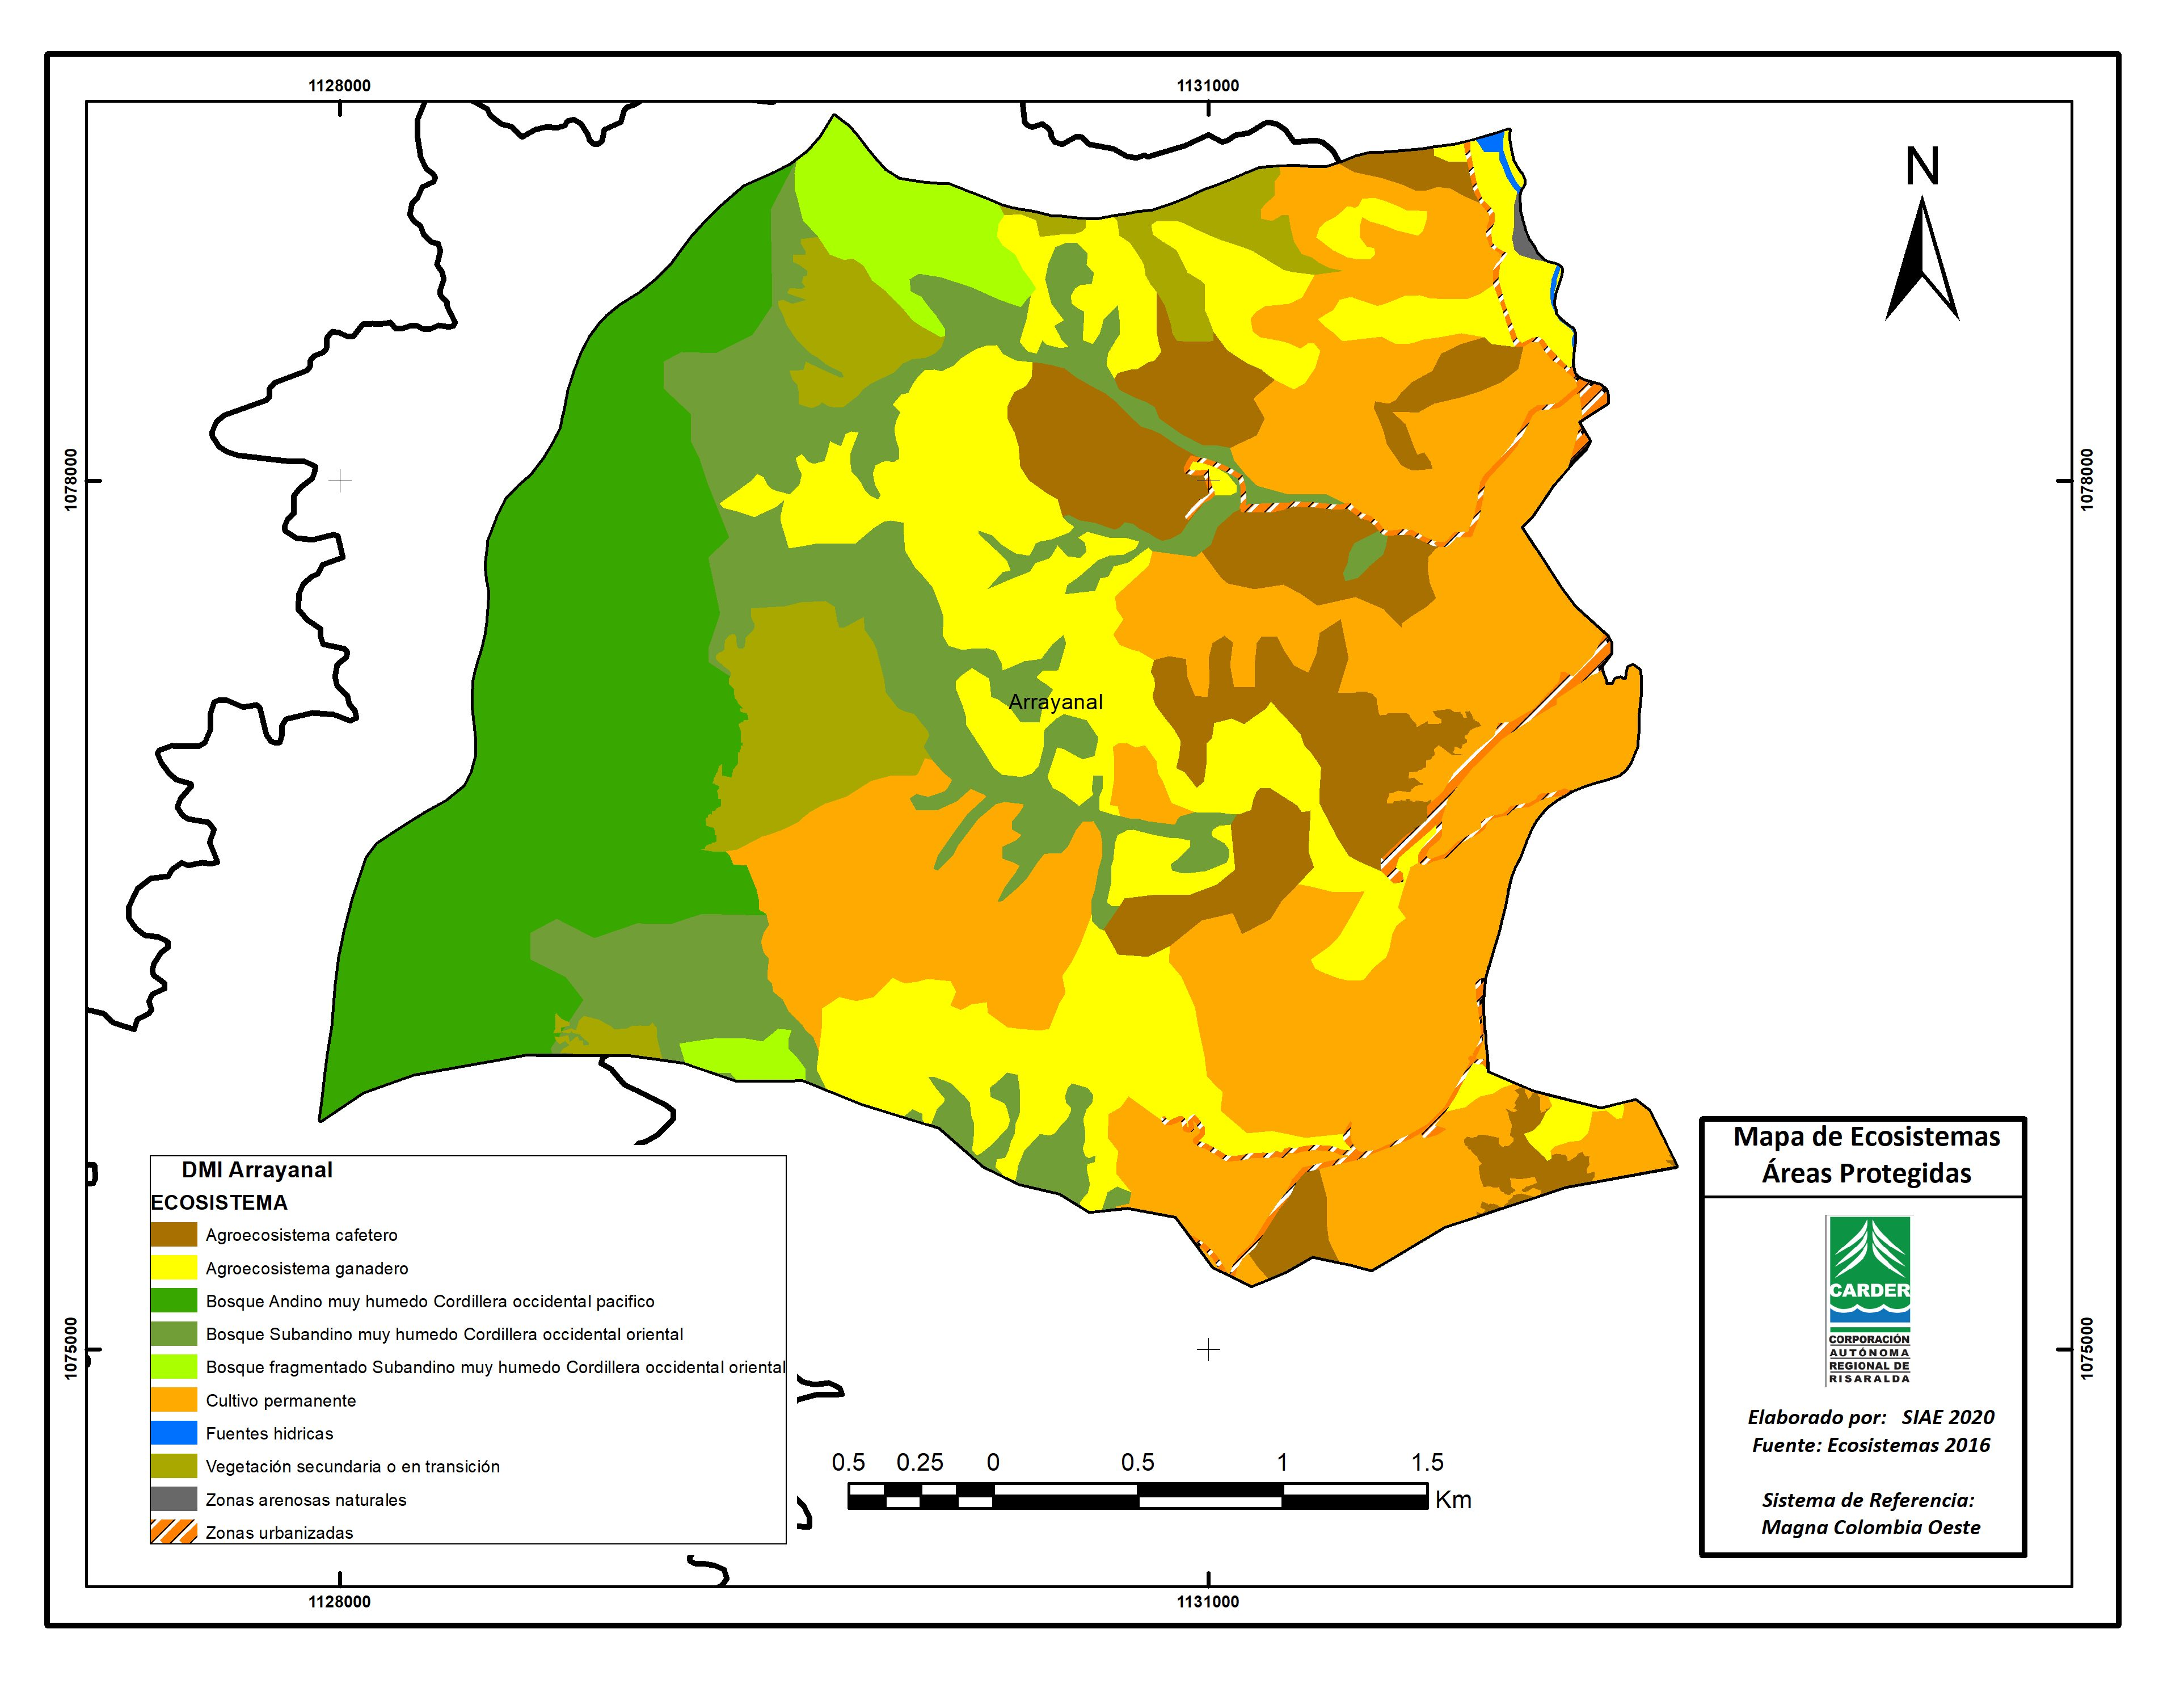 1128000
1131000
N
1078000
1078000
Arrayanal
DMI Arrayanal
ECOSISTEMA
Agroecosistema cafetero
Agroecosistema ganadero
Bosque Andino muy humedo Cordillera occidental pacifico
Bosque Subandino muy humedo Cordillera occidental oriental
Bosque fragmentado Subandino muy humedo Cordillera occidental oriental
Cultivo permanente
Fuentes hidricas
Vegetación secundaria o en transición
Zonas arenosas naturales
Zonas urbanizadas
1075000
1075000
0.5 0.25 0 0.5 1 1.5
Km
Mapa de Ecosistemas
Áreas Protegidas
CARDER
CORPORACIÓN
AUTÓNOMA
REGIONAL DE
RISARALDA
Elaborado por: SIAE 2020
Fuente: Ecosistemas 2016
Sistema de Referencia:
Magna Colombia Oeste
1128000
1131000